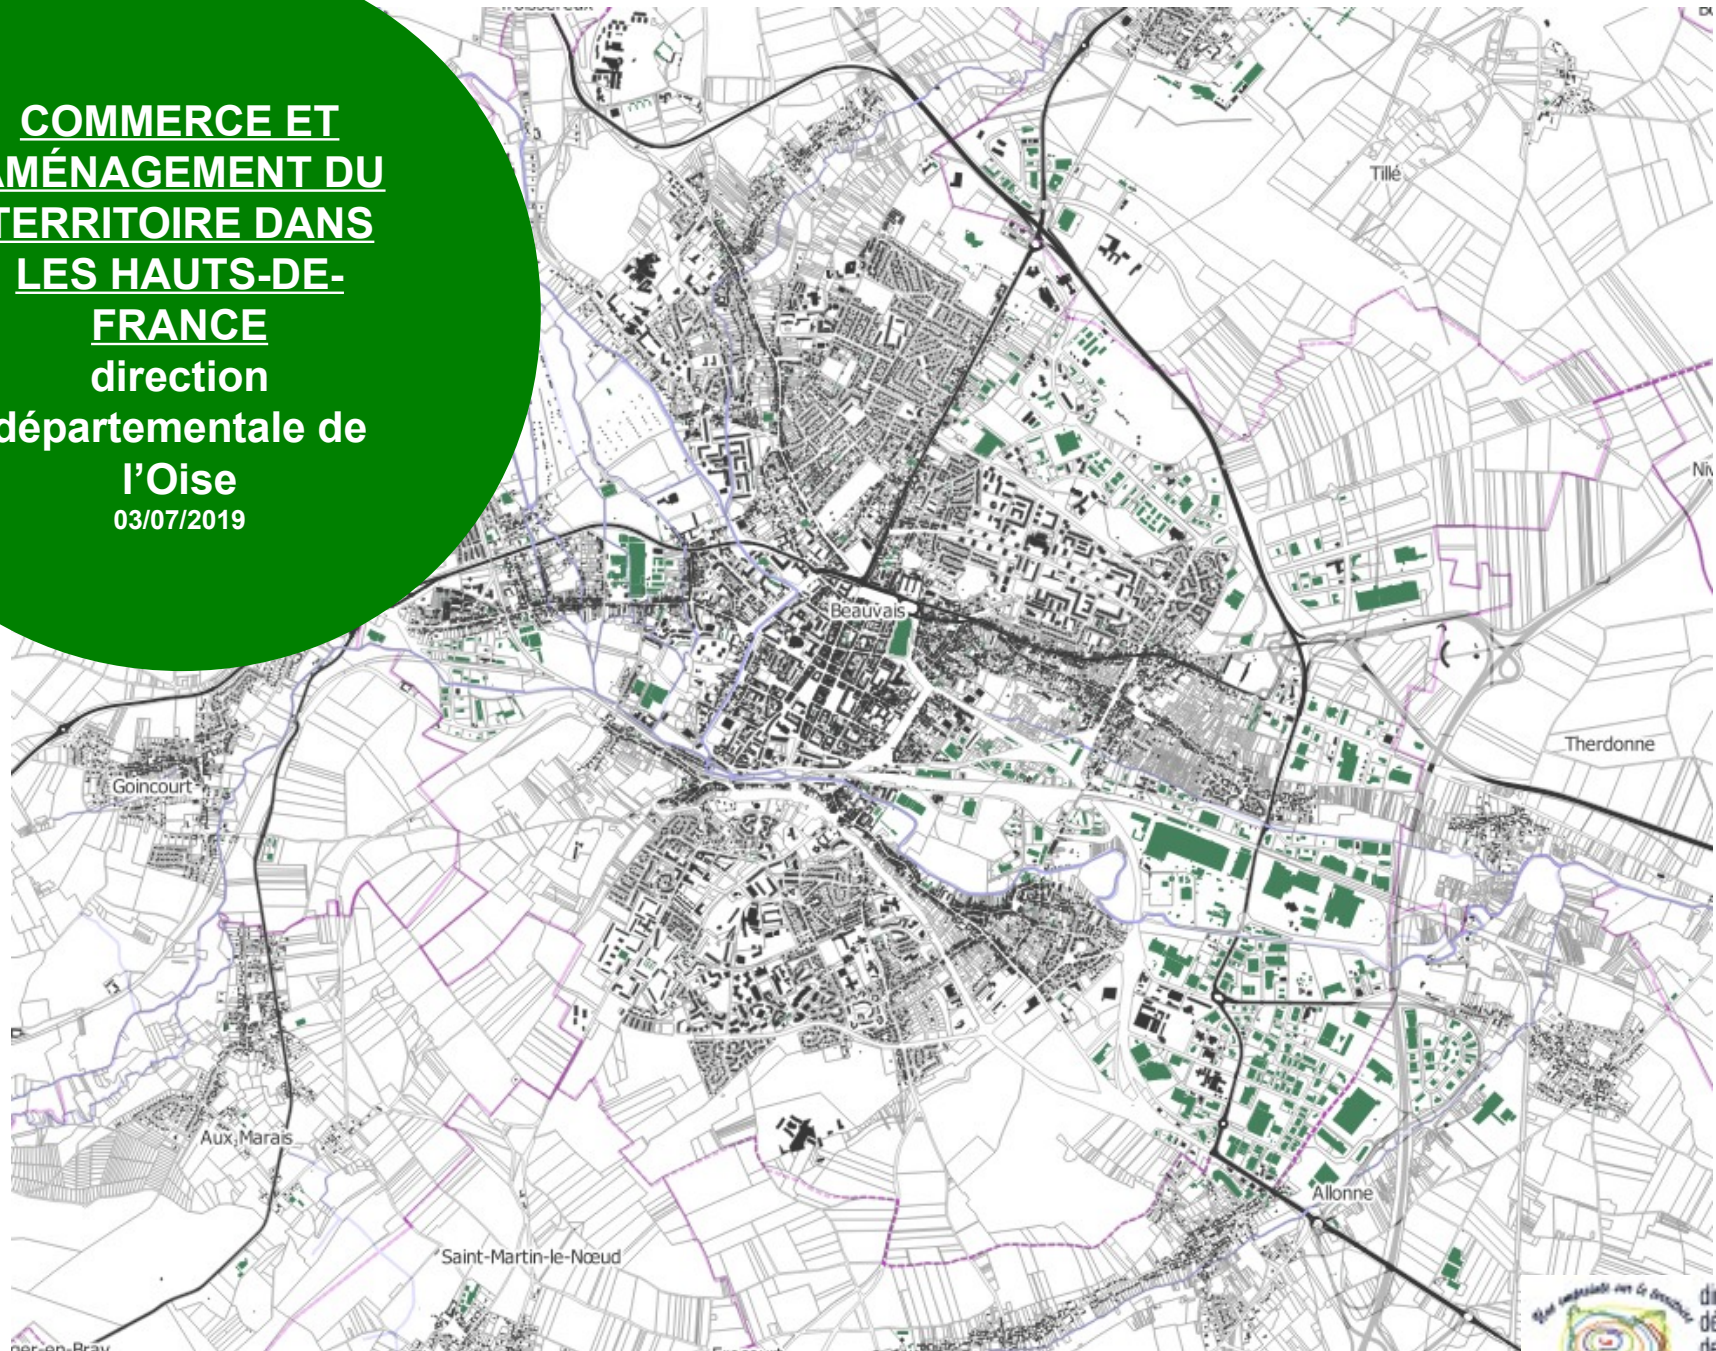 COMMERCE ET
AMÉNAGEMENT DU
TERRITOIRE DANS
LES HAUTS-DE-
FRANCE
direction
départementale de
l’Oise
03/07/2019
Tillé
Beauvais
Therdonne
Goincourt
Aux Marais
Allonne
Saint-Martin-le-Nœud